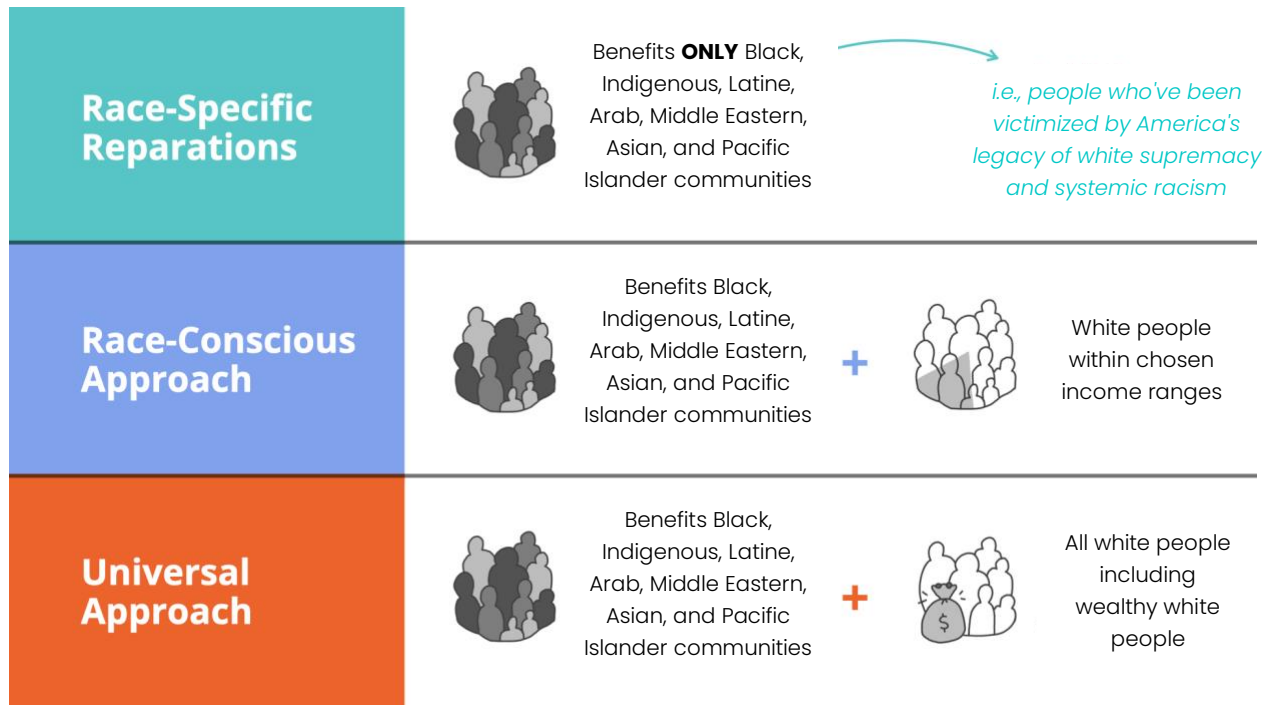 Race-Specific
Reparations
Benefits ONLY Black,
Indigenous, Latine,
Arab, Middle Eastern,
Asian, and Pacific
Islander communities
i.e., people who've been
victimized by America's
legacy of white supremacy
and systemic racism
Race-Conscious
Approach
Benefits Black,
Indigenous, Latine,
Arab, Middle Eastern,
Asian, and Pacific
Islander communities
+
White people
within chosen
income ranges
Universal
Approach
Benefits Black,
Indigenous, Latine,
Arab, Middle Eastern,
Asian, and Pacific
Islander communities
+
$
All white people
including
wealthy white
people